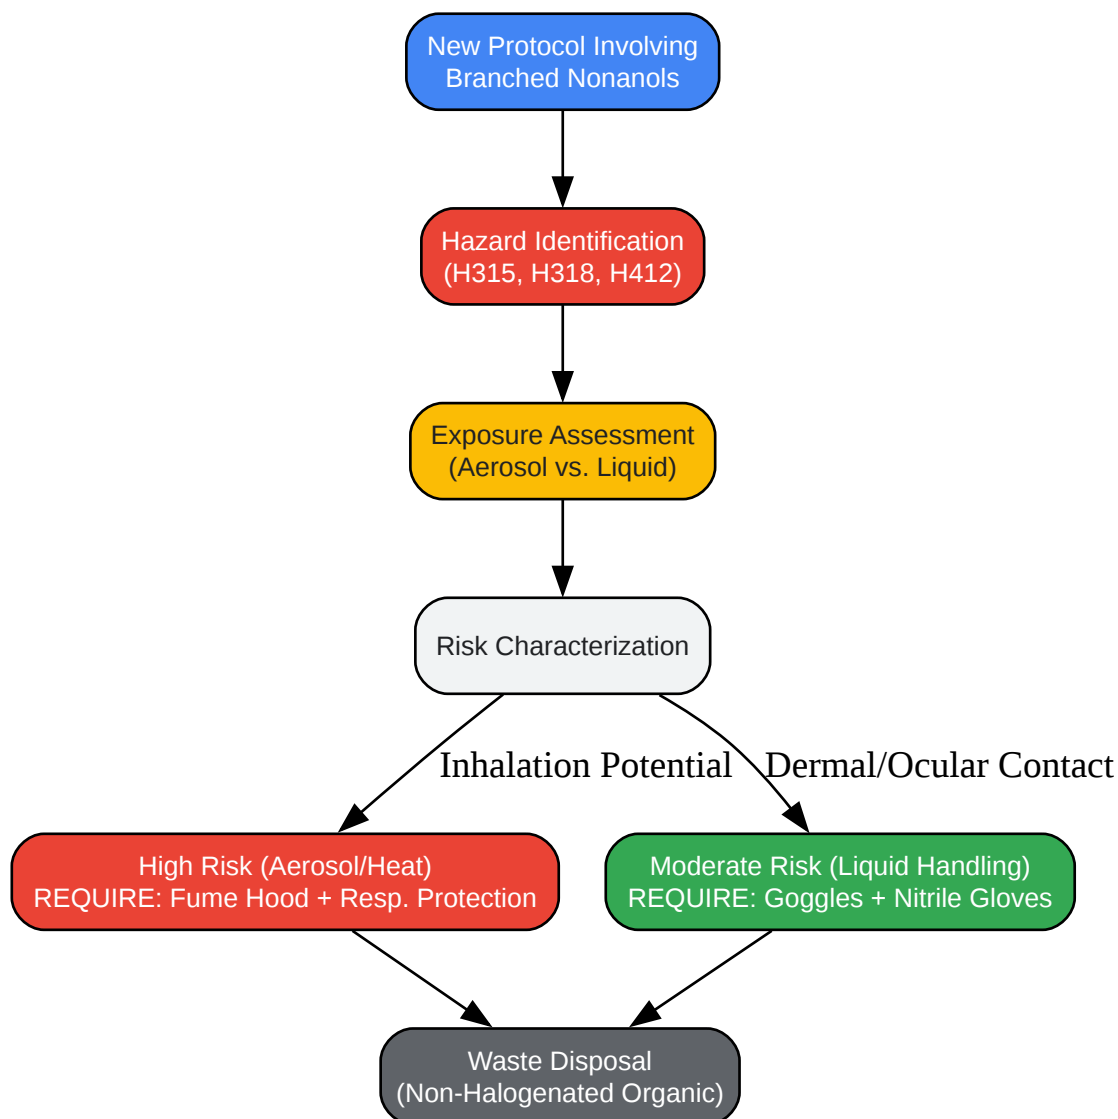 New Protocol Involving
Branched Nonanols
Hazard Identification
(H315, H318, H412)
Exposure Assessment
(Aerosol vs. Liquid)
Risk Characterization
Inhalation Potential
Dermal/Ocular Contact
High Risk (Aerosol/Heat)
REQUIRE: Fume Hood + Resp. Protection
Moderate Risk (Liquid Handling)
REQUIRE: Goggles + Nitrile Gloves
Waste Disposal
(Non-Halogenated Organic)